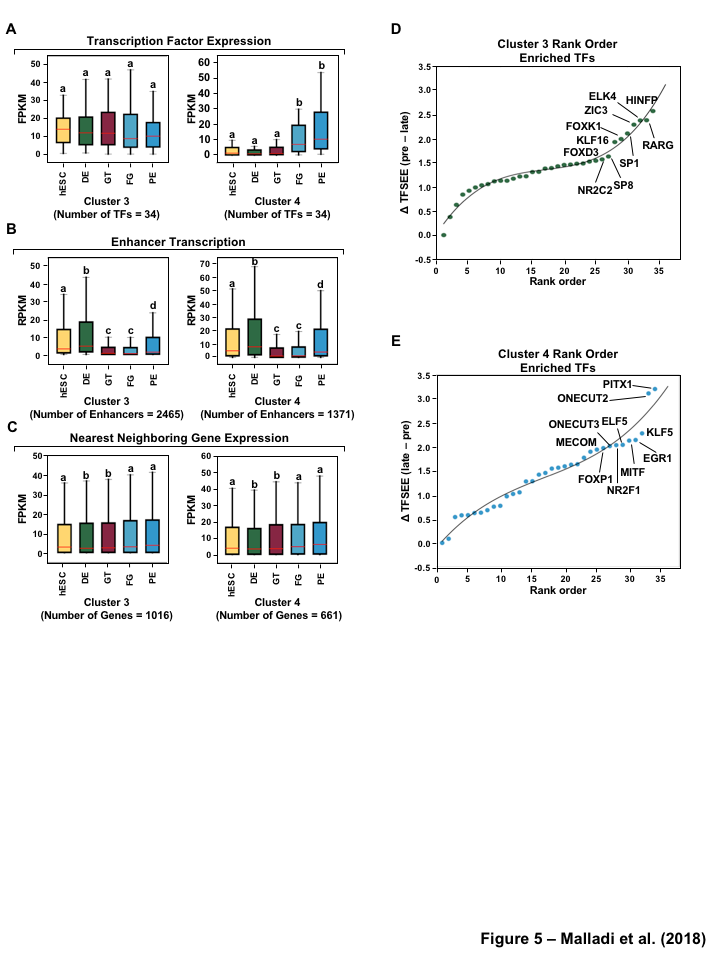 A
Transcription Factor Expression
FPKM
50
40
30
20
10
0
a a a a a
hESC DE GT FG PE
Cluster 3
(Number of TFs = 34)
FPKM
60
50
40
30
20
10
0
a a a b b
hESC DE GT FG PE
Cluster 4
(Number of TFs = 34)
B
Enhancer Transcription
RPKM
50
40
30
20
10
0
a b c c d
hESC DE GT FG PE
Cluster 3
(Number of Enhancers = 2465)
RPKM
70
60
50
40
30
20
10
0
a b c c d
hESC DE GT FG PE
Cluster 4
(Number of Enhancers = 1371)
C
Nearest Neighboring Gene Expression
FPKM
50
40
30
20
10
0
a b b a a
hESC DE GT FG PE
Cluster 3
(Number of Genes = 1016)
FPKM
60
50
40
30
20
10
0
a b b a a
hESC DE GT FG PE
Cluster 4
(Number of Genes = 661)
D
Cluster 3 Rank Order
Enriched TFs
Δ TFSEE (pre – late)
3.5
3.0
2.5
2.0
1.5
1.0
0.5
0.0
-0.5
ELK4
HINFP
ZIC3
FOXK1
KLF16
RARG
FOXD3
SP1
NR2C2
SP8
0 5 10 15 20 25 30 35
Rank order
E
Cluster 4 Rank Order
Enriched TFs
Δ TFSEE (late – pre)
3.5
3.0
2.5
2.0
1.5
1.0
0.5
0.0
-0.5
PITX1
ONECUT2
ONECUT3
ELF5
KLF5
MECOM
EGR1
MITF
FOXP1
NR2F1
0 5 10 15 20 25 30 35
Rank order
Figure 5 – Malladi et al. (2018)